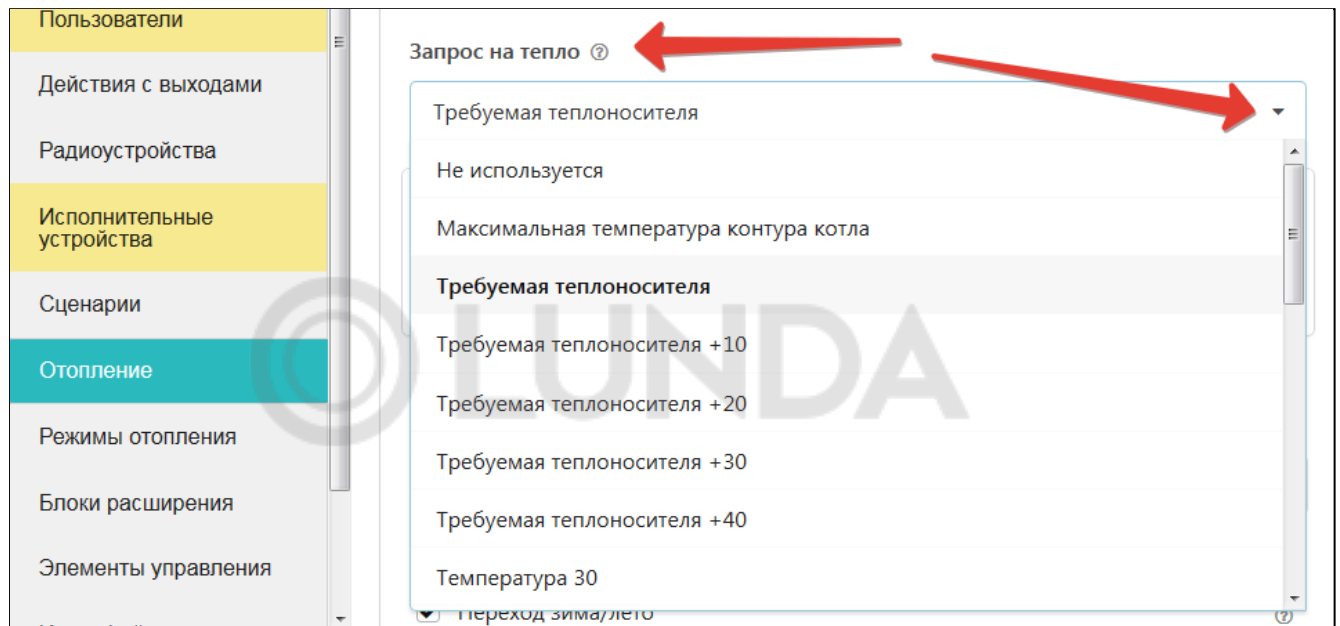 Пользователи
Действия с выходами
Радиоустройства
Исполнительные
устройства
Сценарии
Отопление
Режимы отопления
Блоки расширения
Элементы управления
Запрос на тепло
Требуемая теплоносителя
Не используется
Максимальная температура контура котла
Требуемая теплоносителя
Требуемая теплоносителя +10
Требуемая теплоносителя +20
Требуемая теплоносителя +30
Требуемая теплоносителя +40
Температура 30
Переход зима/лето
LUNDA